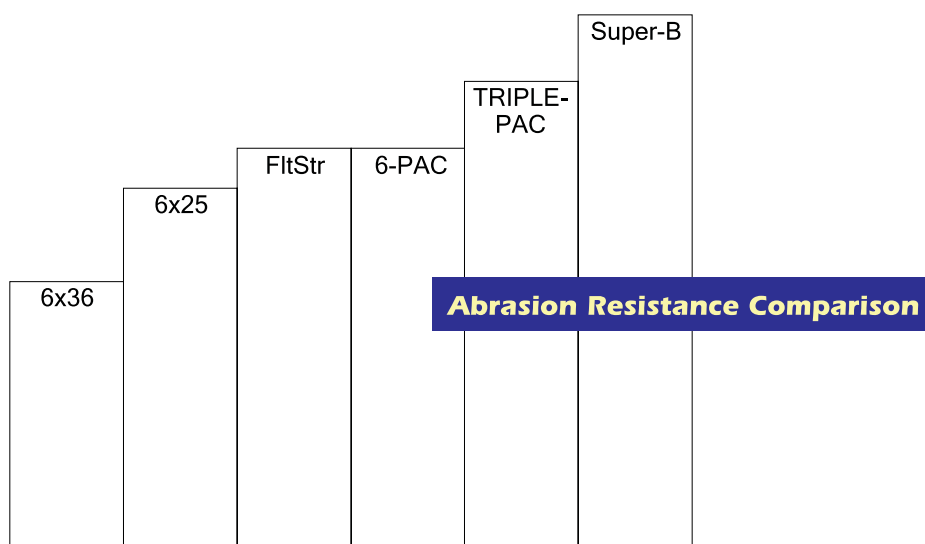 Super-B
TRIPLE-
PAC
FltStr
6-PAC
6x25
6x36
Abrasion Resistance Comparison